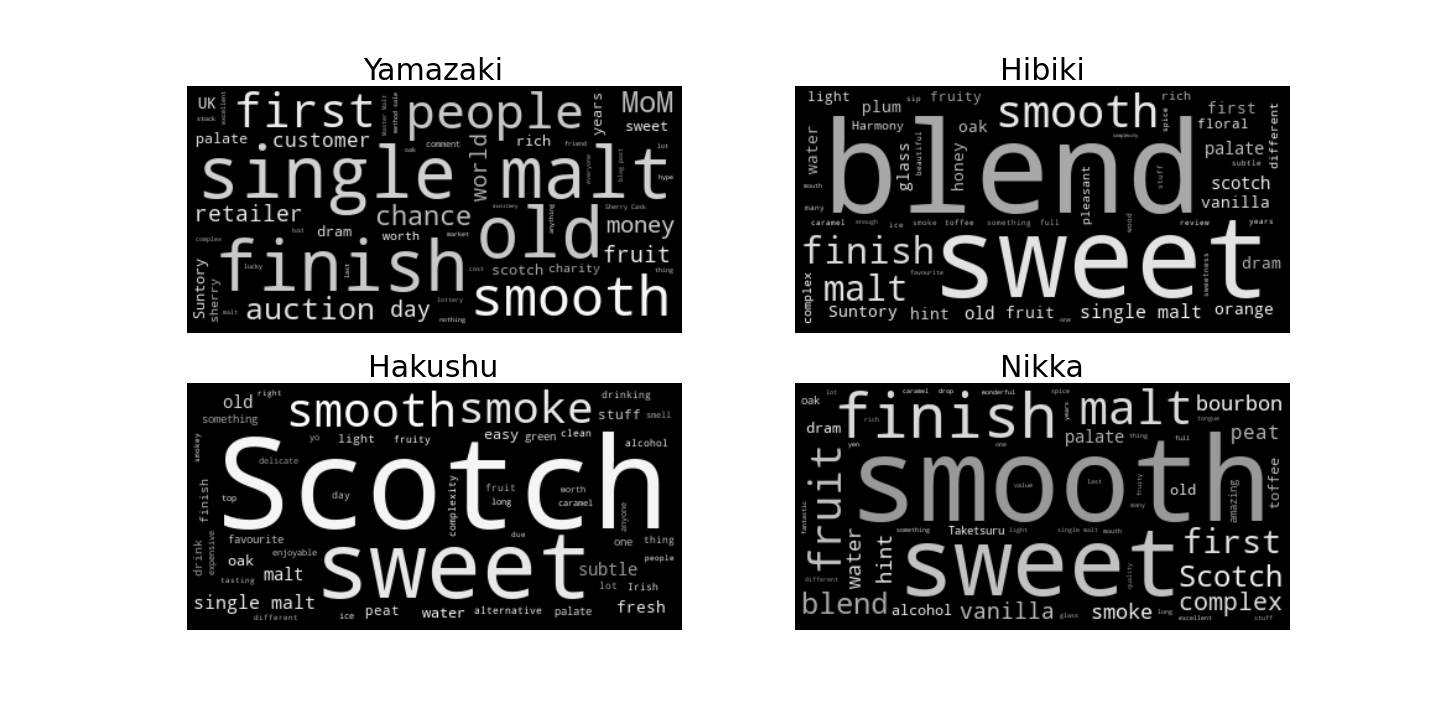 Yamazaki
UK
stock
excellent
first
Master Malt
method sale
people
years
MoM
sweet
palate
customer
oak
comment
world
rich
friend
lot
single
malt
everyone
blog post
hype
retailer
chance
distillery
old
anything
Sherry Cask
money
bad
dram
worth
market
complex
finish
lucky
last
fruit
cost
scotch
charity
thing
Suntory
sherry
malt
auction
day
lottery
nothing
smooth
Hibiki
light
plum
sip
fruity
smooth
rich
spice
first
floral
different
water
Harmony
oak
complexity
blend
glass
beautiful
honey
palate
subtle
stuff
mouth
scotch
vanilla
many
pleasant
caramel
enough
ice
smoke
toffee
something
full
wood
review
years
finish
sweet
favourite
sweetness
dram
complex
malt
Suntory
hint
old
fruit
one
single malt
orange
Hakushu
old
right
something
smooth
smoke
drinking
stuff
smell
smokey
yo
light
fruity
easy
green
clean
alcohol
Scotch
delicate
top
day
complexity
fruit
long
worth
caramel
anyone
finish
favourite
due
one
thing
drink
expensive
enjoyable
oak
sweet
people
tasting
malt
subtle
lot
Irish
single malt
different
ice
peat
water
alternative
palate
fresh
Nikka
oak
lot
caramel
drop
wonderful
spice
finish
rich
years
malt
bourbon
tongue
dram
yen
one
palate
thing
full
peat
fruit
smooth
value
last
fruity
old
amazing
toffee
many
fantastic
something
Taketsuru
light
single malt
mouth
water
hint
sweet
first
different
quality
Scotch
blend
alcohol
vanilla
glass
smoke
long
complex
excellent
stuff